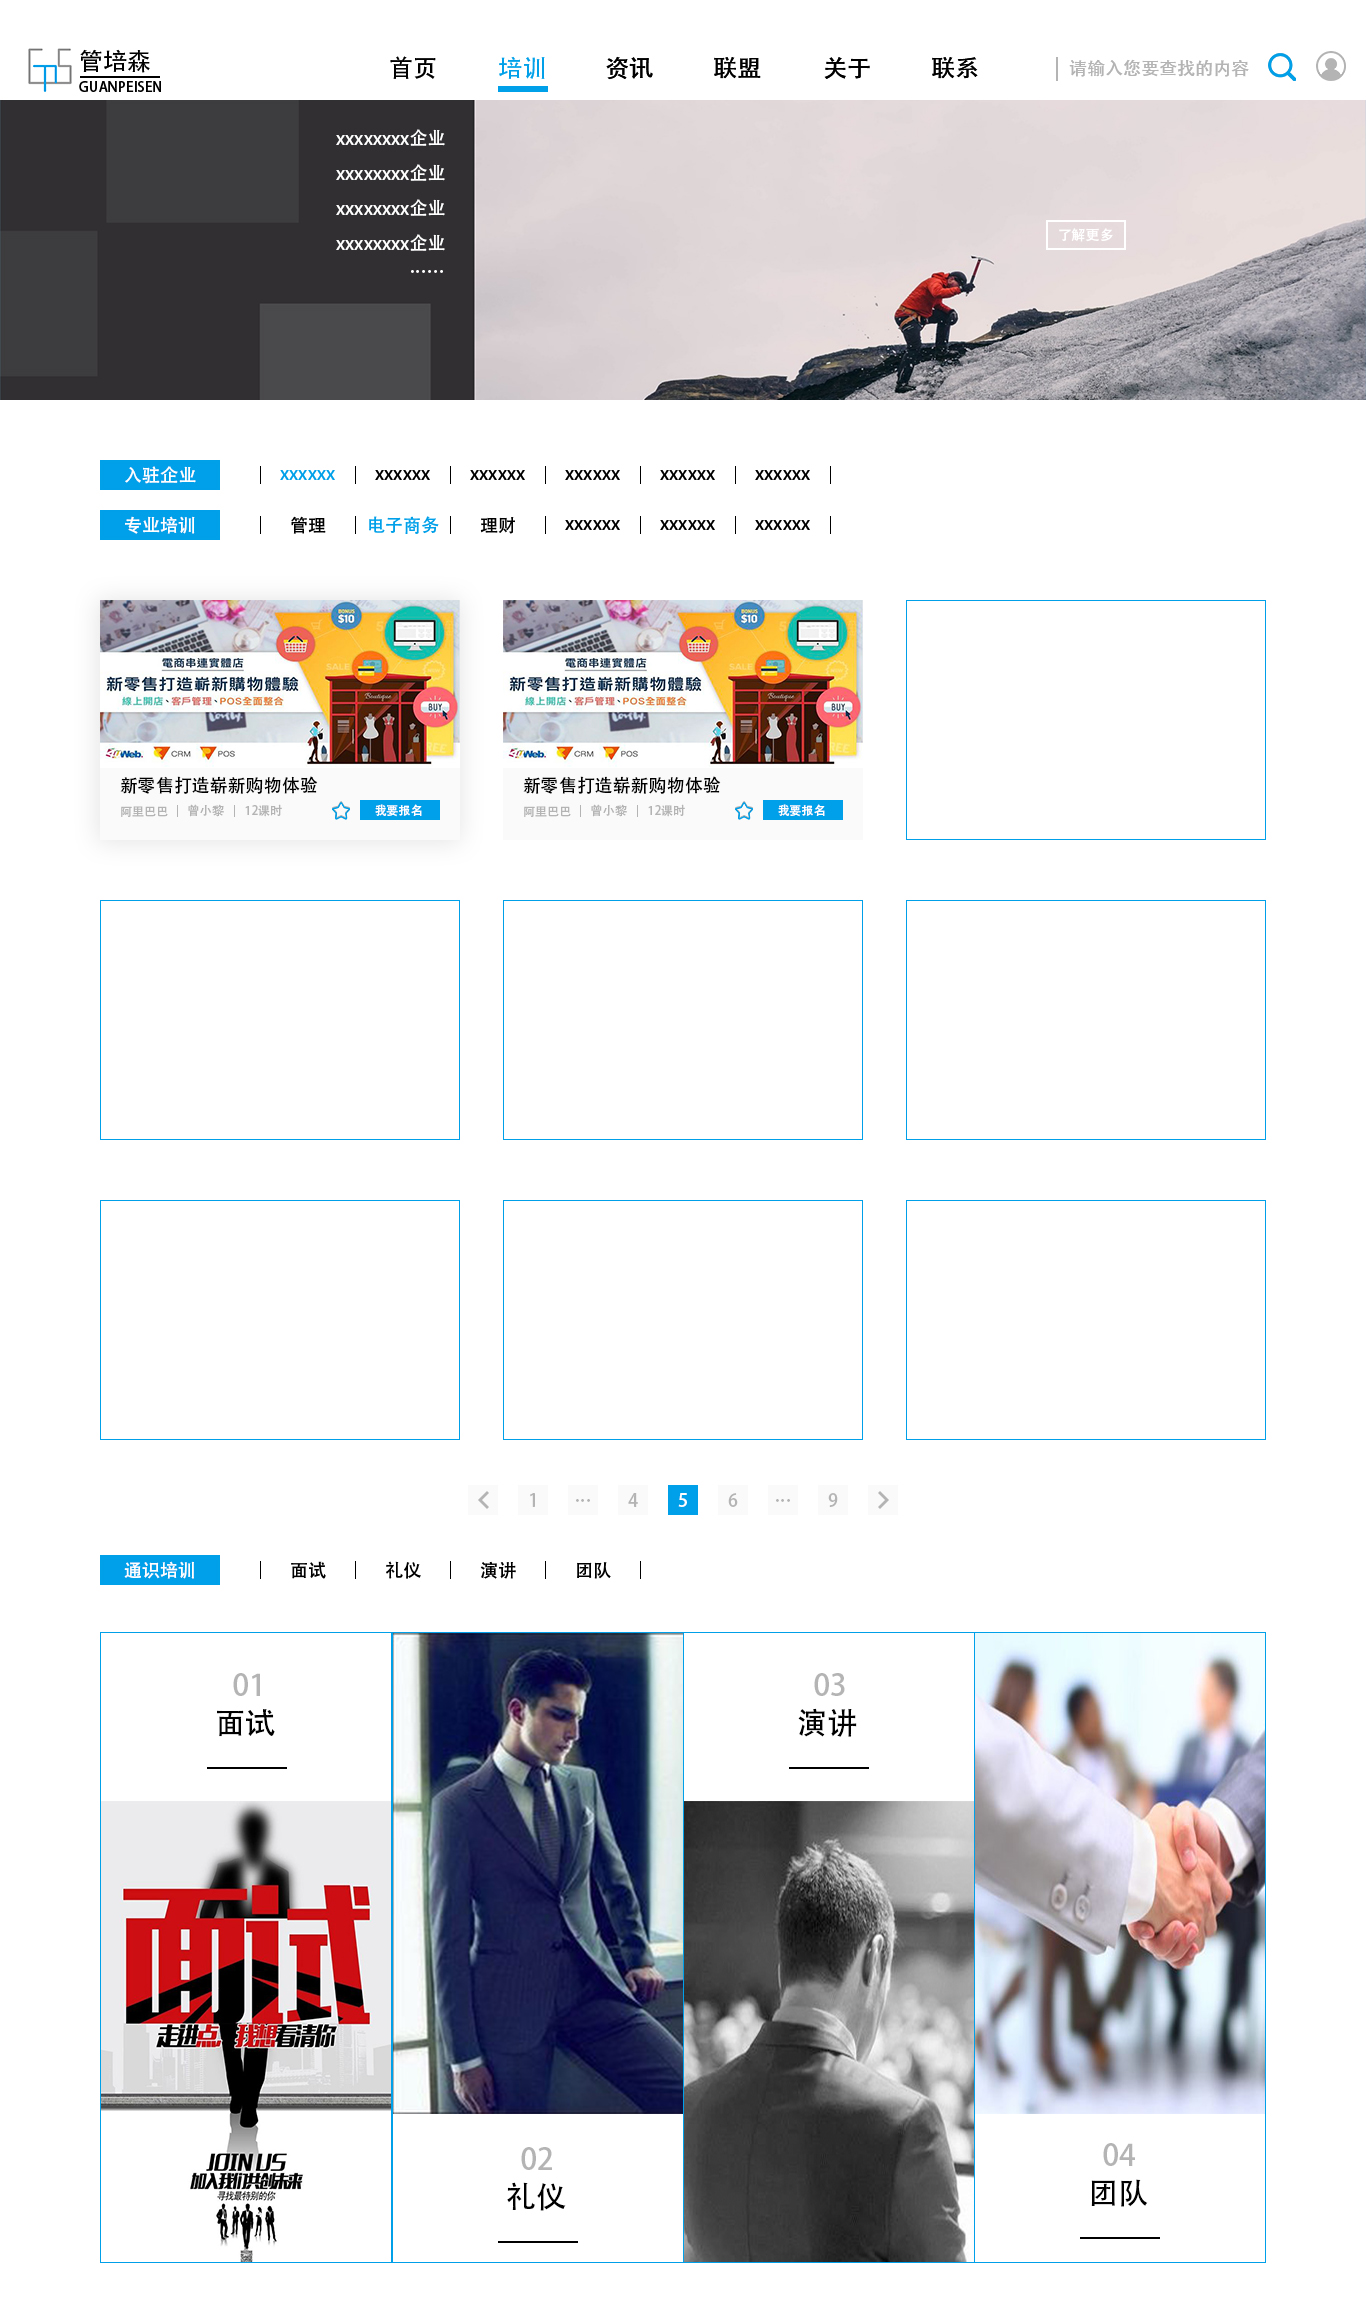 管培森
GUANPEISEN
首页 培训 资讯 联盟 关于 联系
请输入您要查找的内容
xxxxxxxx企业
xxxxxxxx企业
xxxxxxxx企业
xxxxxxxx企业
······
了解更多
入驻企业 xxxxxx xxxxxx xxxxxx xxxxxx xxxxxx xxxxxx
专业培训 管理 电子商务 理财 xxxxxx xxxxxx xxxxxx
BONUS
$10
SALE
電商串連實體店
新零售打造嶄新購物體驗
線上開店、客戶管理、POS全面整合
Boutique
BUY
FREE
Web. CRM POS
新零售打造崭新购物体验
阿里巴巴 | 曾小黎 | 12课时
我要报名
BONUS
$10
SALE
電商串連實體店
新零售打造嶄新購物體驗
線上開店、客戶管理、POS全面整合
Boutique
BUY
FREE
Web. CRM POS
新零售打造崭新购物体验
阿里巴巴 | 曾小黎 | 12课时
我要报名
1 ··· 4 5 6 ··· 9
通识培训 面试 礼仪 演讲 团队
01
面试
面试
走进点 我想看清你
JOIN US
加入我们共创未来
寻找最特别的你
02
礼仪
03
演讲
04
团队